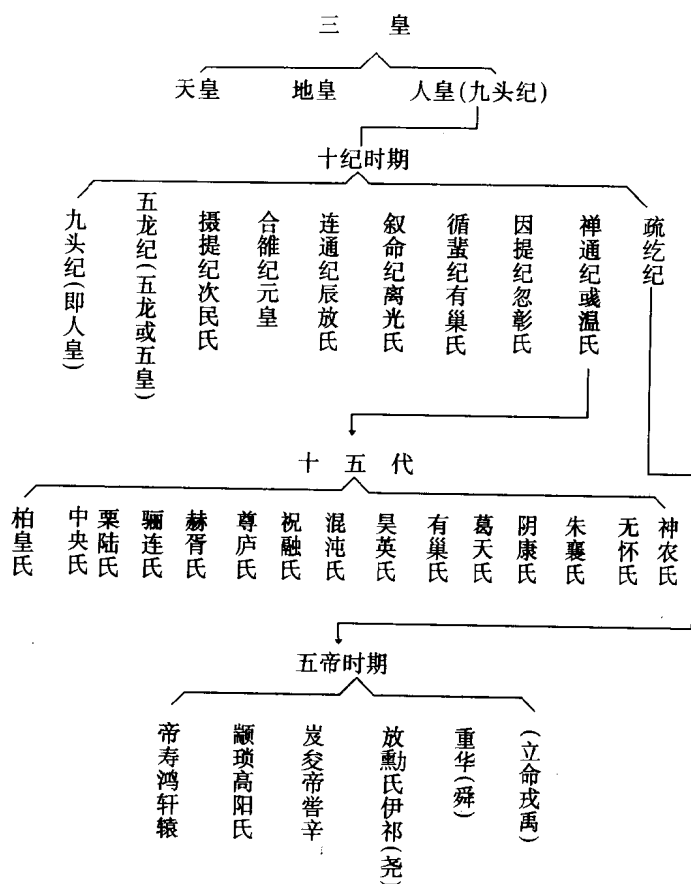 三 皇
天皇 地皇 人皇(九头纪)
十纪时期
九头纪(即人皇)
五龙纪(五龙或五皇)
摄提纪次民氏
合雒纪元皇
连通纪辰放氏
叙命纪离光氏
循蜚纪有巢氏
因提纪忽彰氏
禅通纪彧温氏
疏纥纪
十 五 代
柏皇氏
中央氏
栗陆氏
骊连氏
赫胥氏
尊庐氏
祝融氏
混沌氏
昊英氏
有巢氏
葛天氏
阴康氏
朱襄氏
无怀氏
神农氏
五帝时期
帝寿鸿轩辕
颛琐高阳氏
岌夋帝喾辛
放勳氏伊祁(尧)
重华(舜)
(立命戎禹)